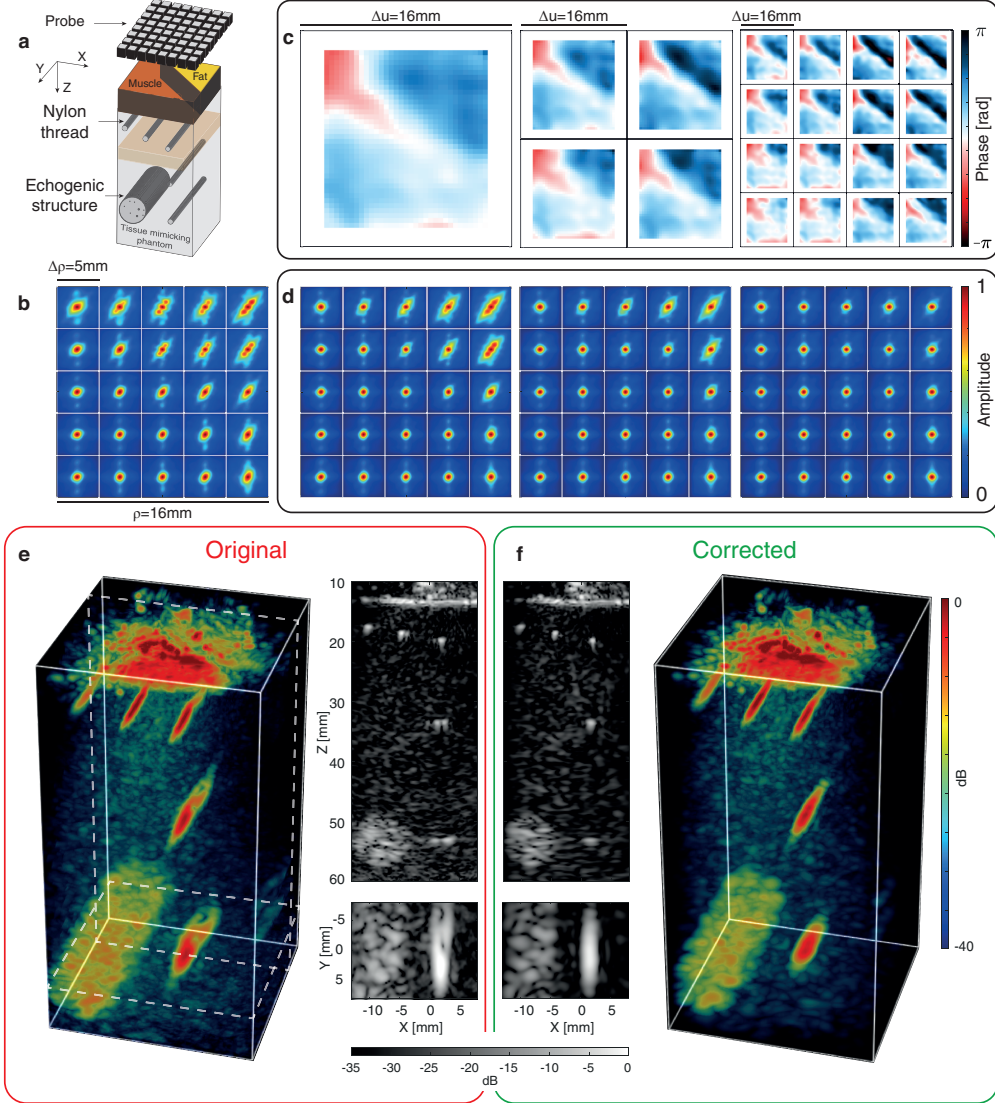 Probe
a
X
Y
Z
Muscle
Fat
Nylon
thread
Echogenic
structure
Tissue mimicking
phantom
c
Δu=16mm
Δu=16mm
Δu=16mm
π
Phase [rad]
-π
Δρ=5mm
b
ρ=16mm
d
1
Amplitude
0
e
Original
10
20
30
40
50
60
Z [mm]
-5
0
5
Y [mm]
-10
-5
0
5
X [mm]
f
Corrected
-10
-5
0
5
X [mm]
0
dB
-40
-35
-30
-25
-20
-15
-10
-5
0
dB